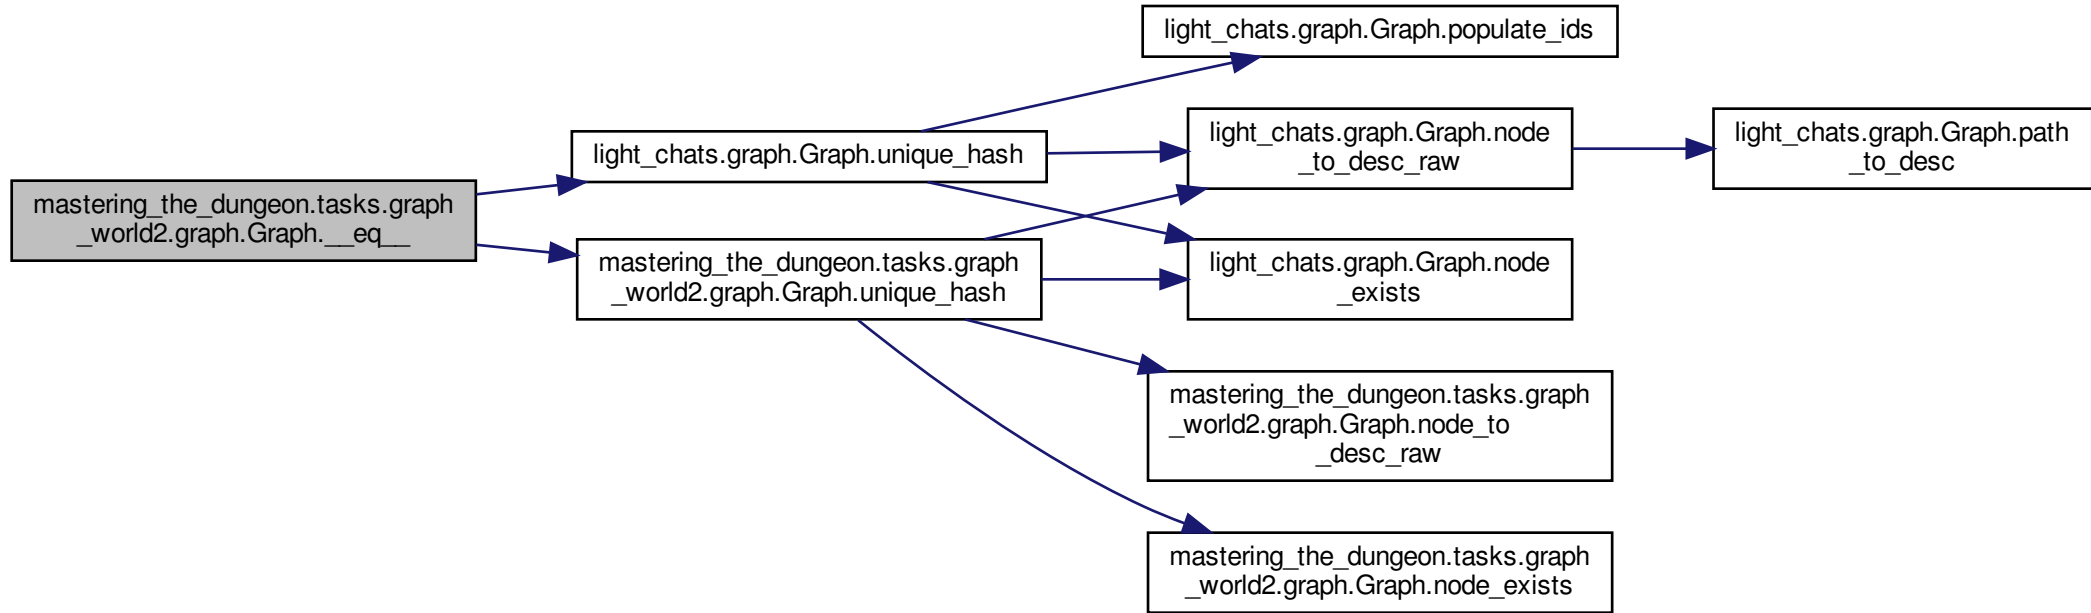 mastering_the_dungeon.tasks.graph
_world2.graph.Graph.__eq__
light_chats.graph.Graph.unique_hash
mastering_the_dungeon.tasks.graph
_world2.graph.Graph.unique_hash
light_chats.graph.Graph.populate_ids
light_chats.graph.Graph.node
_to_desc_raw
light_chats.graph.Graph.node
_exists
mastering_the_dungeon.tasks.graph
_world2.graph.Graph.node_to
_desc_raw
mastering_the_dungeon.tasks.graph
_world2.graph.Graph.node_exists
light_chats.graph.Graph.path
_to_desc